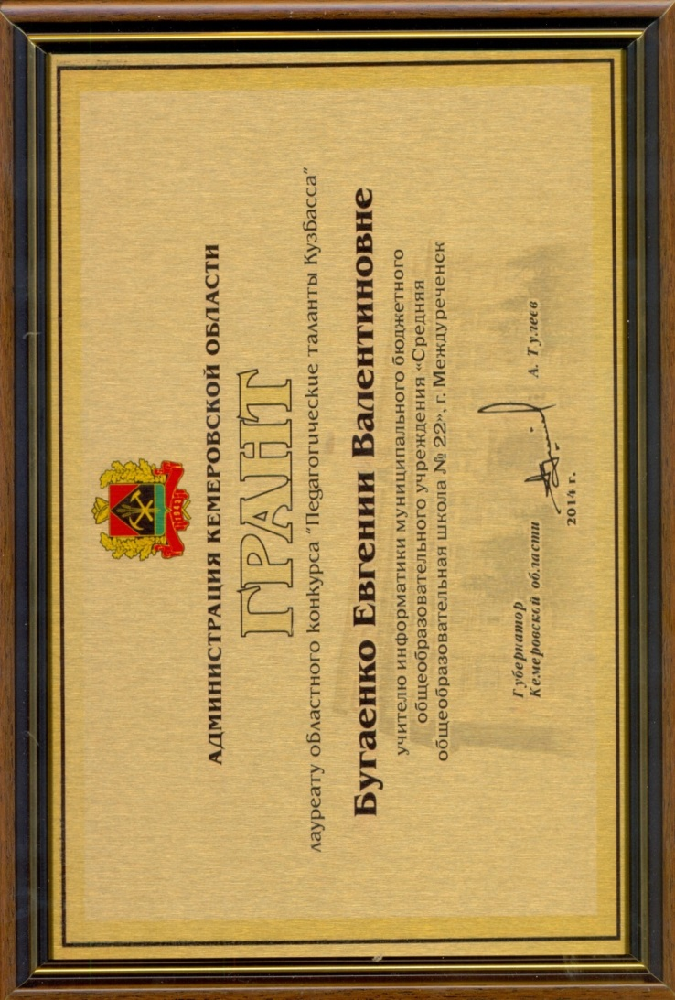 АДМИНИСТРАЦИЯ КЕМЕРОВСКОЙ ОБЛАСТИ
ГРАНТ
лауреату областного конкурса "Педагогические таланты Кузбасса"
Бугаенко Евгении Валентиновне
учителю информатики муниципального бюджетного
общеобразовательного учреждения «Средняя
общеобразовательная школа № 22», г. Междуреченск
Губернатор
Кемеровскй области А. Тулеев
2014 г.